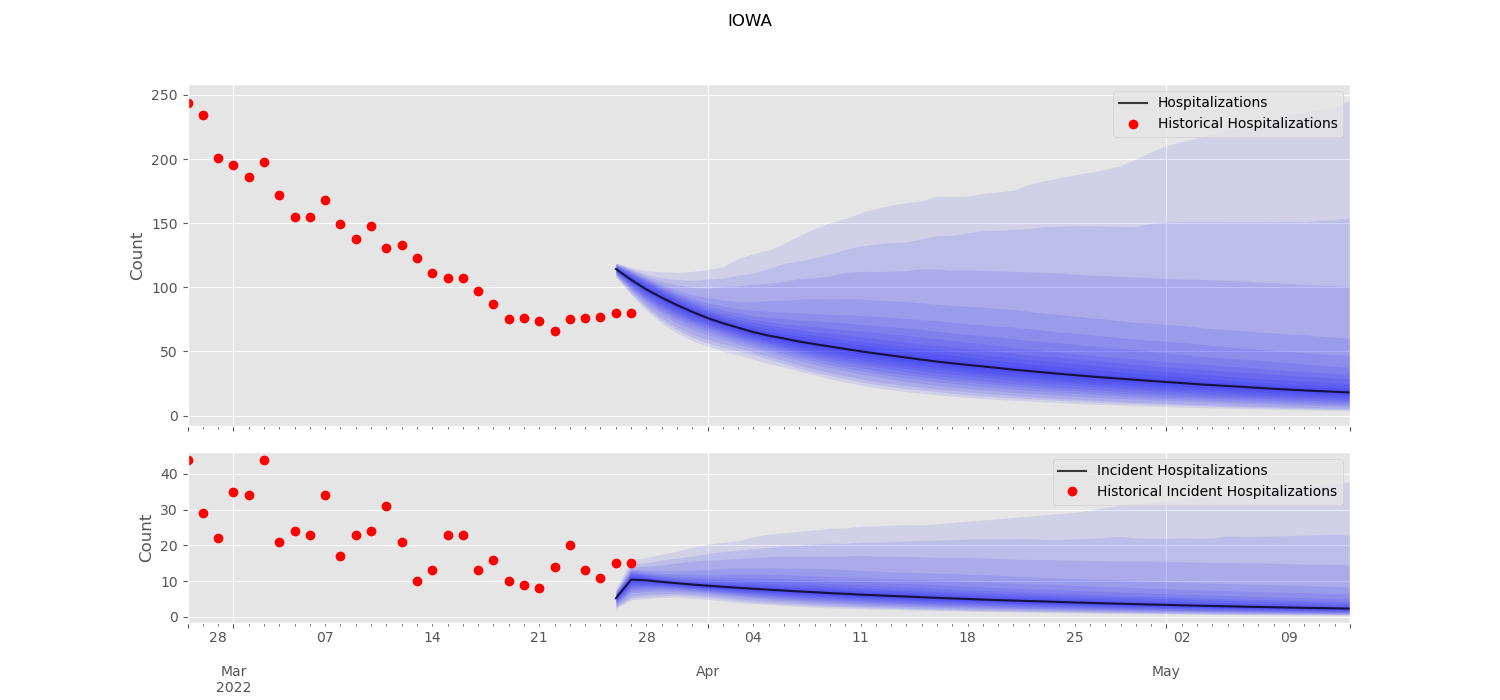 IOWA
250
200
150
100
50
0
Count
Hospitalizations
Historical Hospitalizations
40
30
20
10
0
Count
Incident Hospitalizations
Historical Incident Hospitalizations
28 07 14 21 28 04 11 18 25 02 09
Mar Apr May
2022